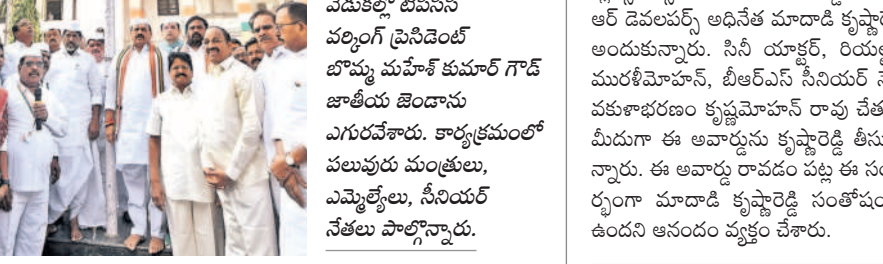 వేడుకల్లో టీపీసీసీ
వర్కింగ్ ప్రెసిడెంట్
బొమ్మ మహేశ్ కుమార్ గౌడ్
జాతీయ జెండాను
ఎగురవేశారు. కార్యక్రమంలో
పలువురు మంత్రులు,
ఎమ్మెల్యేలు, సీనియర్
నేతలు పాల్గొన్నారు.
ఆర్ డెవలపర్స్ అధినేత మాదాడి
అందుకున్నారు. సినీ యాక్టర్,
మురళీమోహన్, బీఆర్ఎస్ సీనియర్
వకుళాభరణం కృష్ణమోహన్ రావు
మీదుగా ఈ అవార్డును కృష్ణారెడ్డి
న్నారు. ఈ అవార్డు రావడం పట్ల ఈ
ర్భంగా మాదాడి కృష్ణారెడ్డి
ఉందని ఆనందం వ్యక్తం చేశారు.